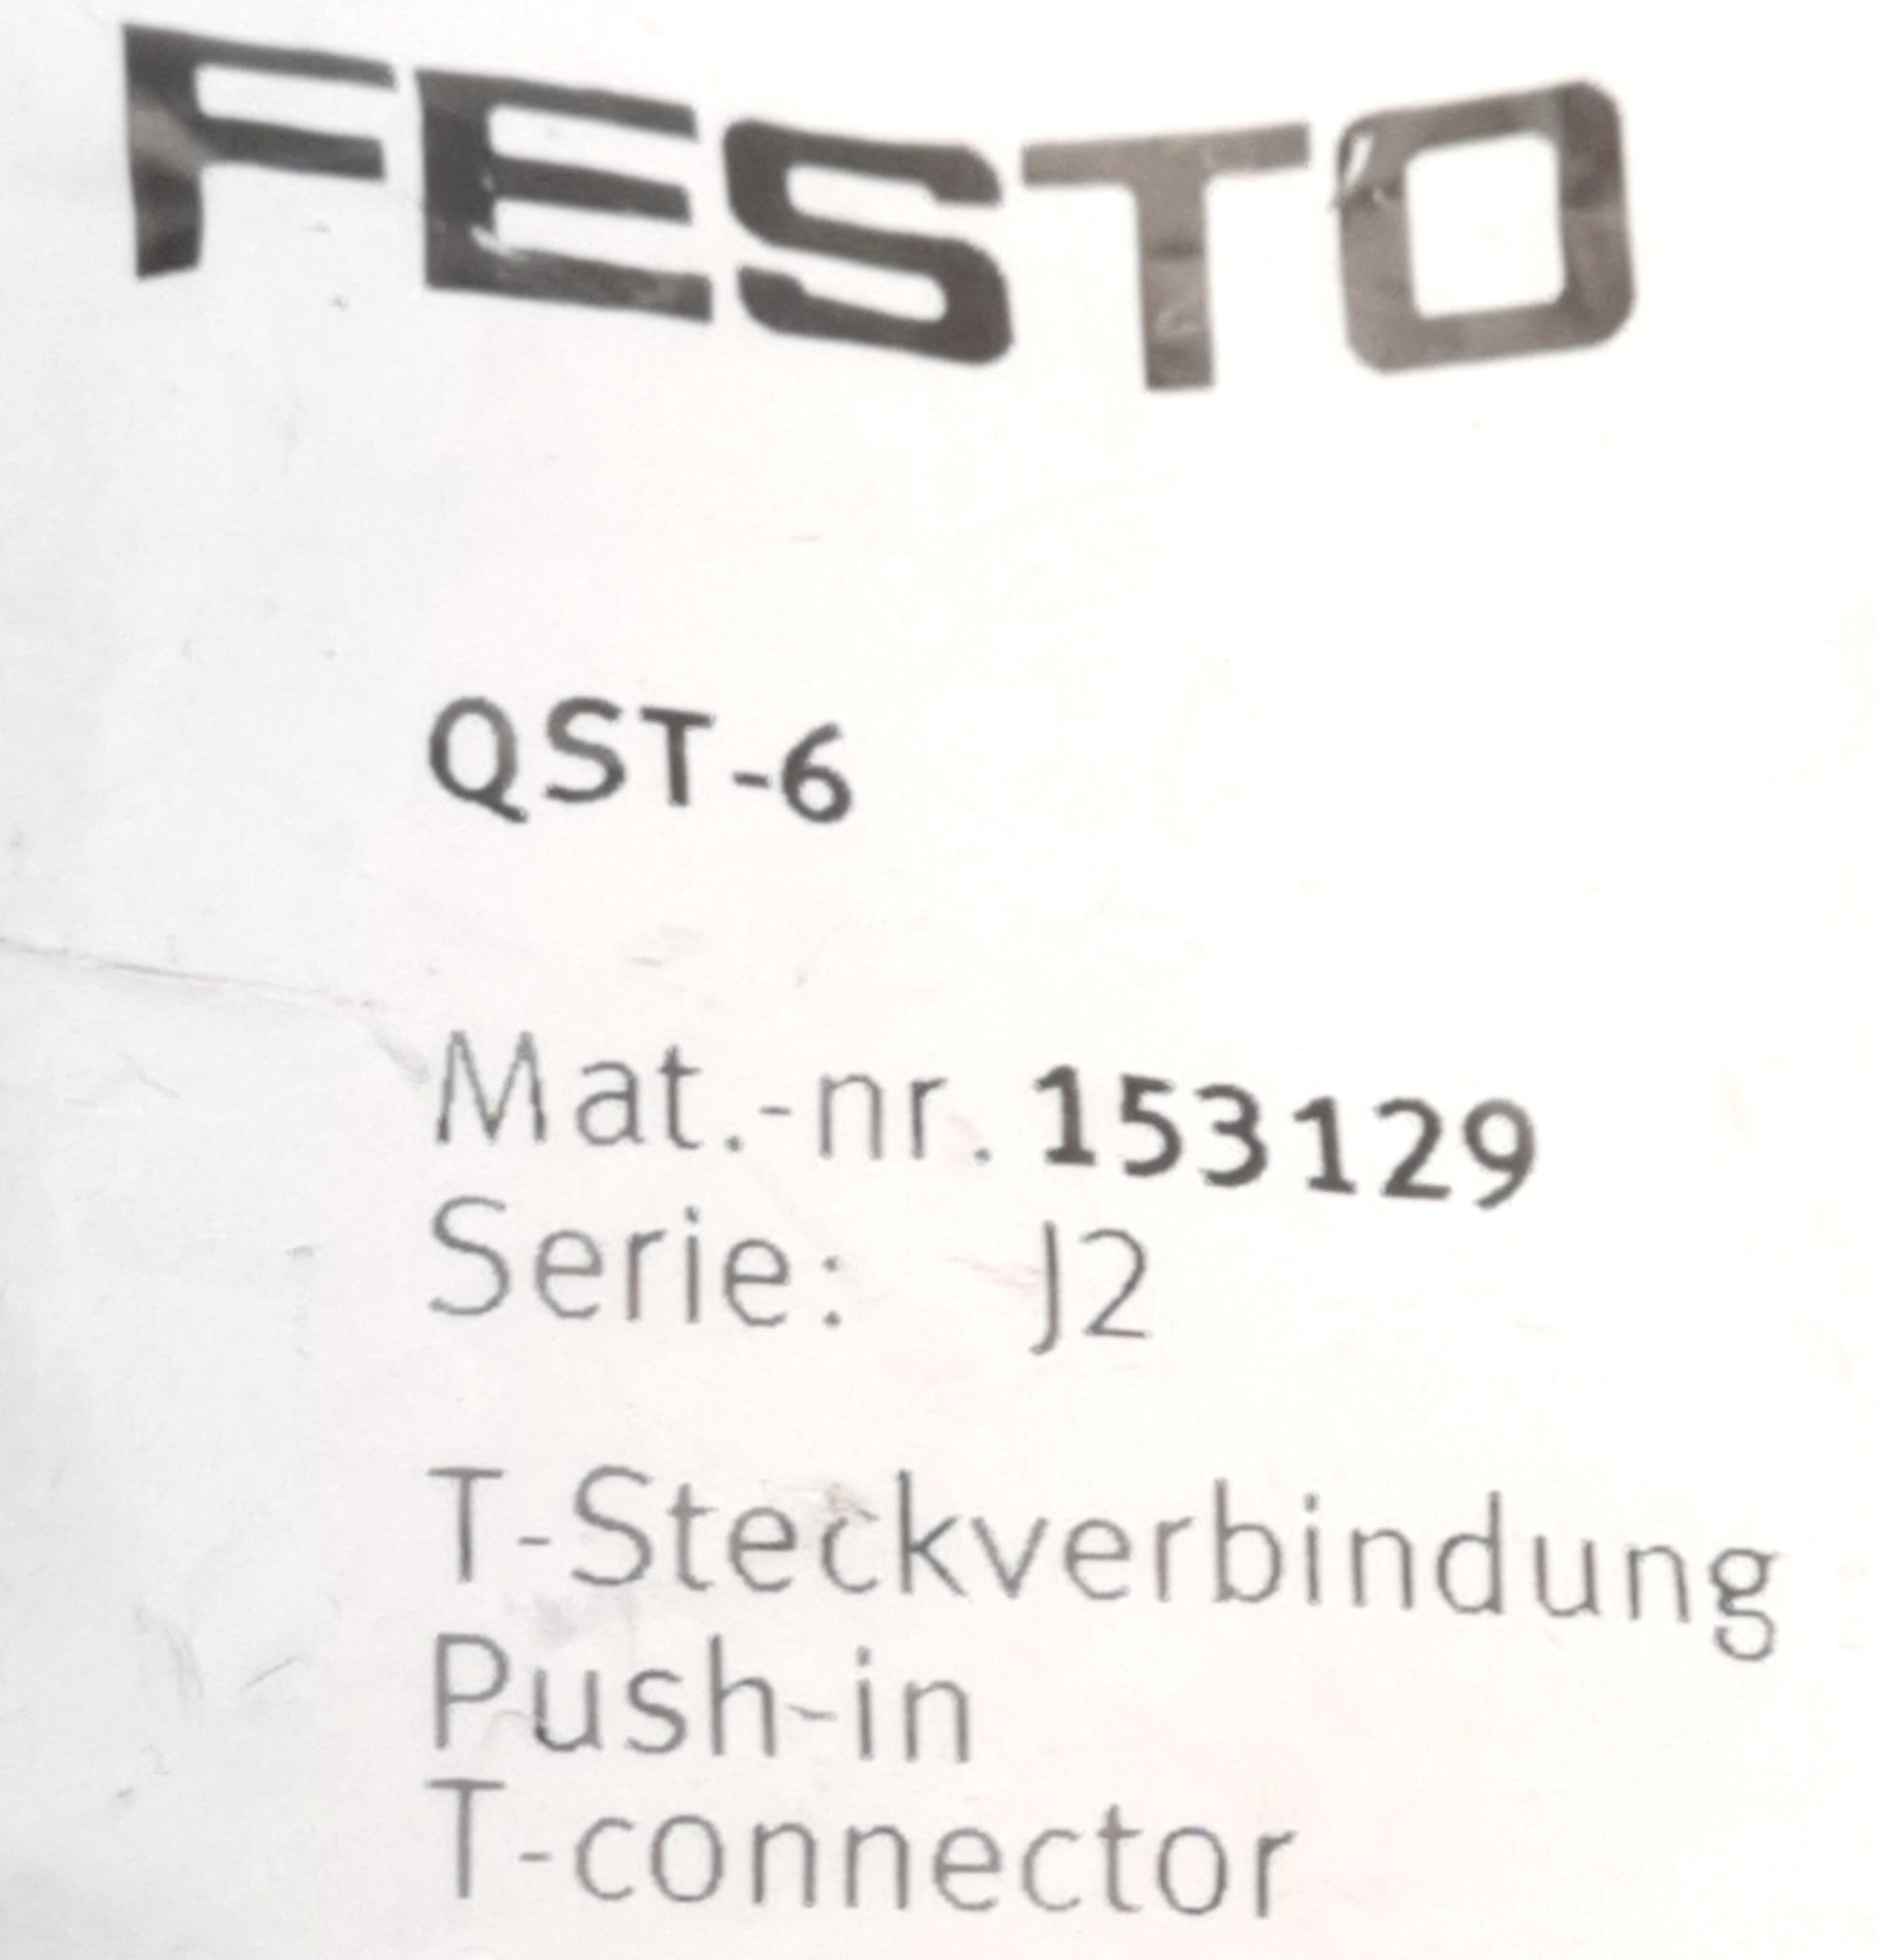 FESTO
QST-6
Mat.-nr. 153129
Serie: J2
T-Steckverbindung
Push-in
T-connector